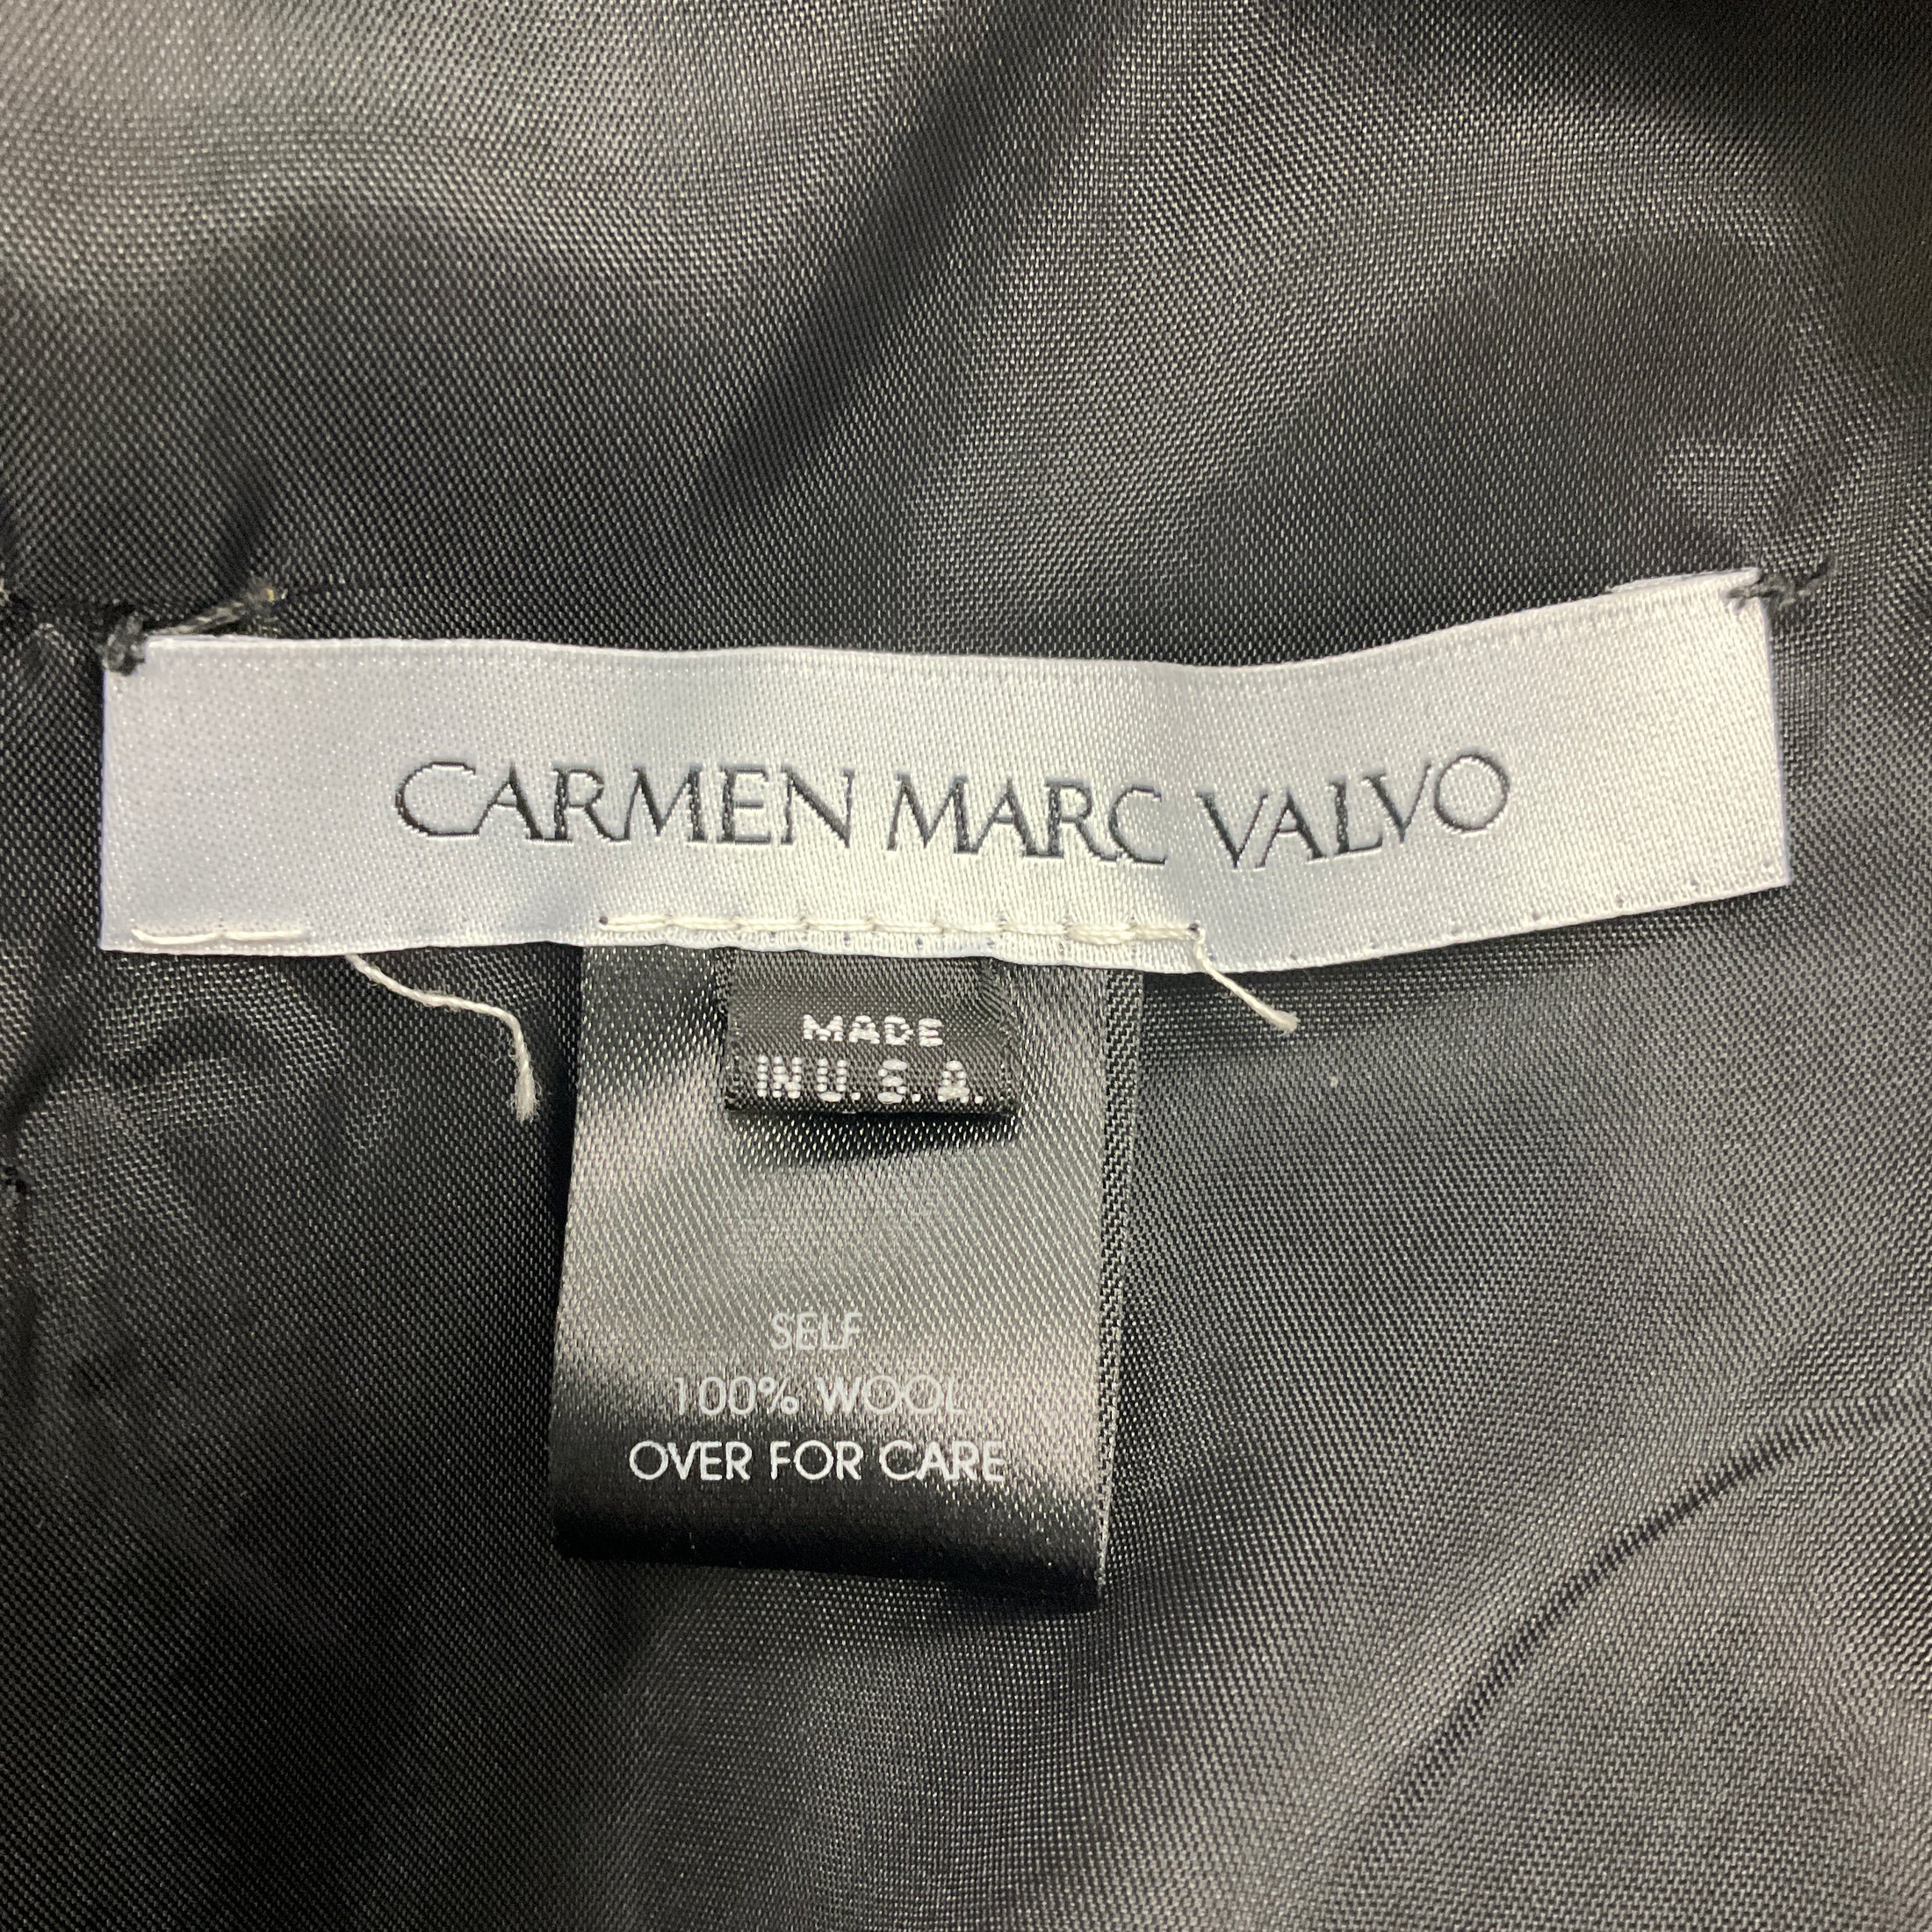 CARMEN MARC VALVO
MADE
IN U.S.A.
SELF
100% WOOL
OVER FOR CARE